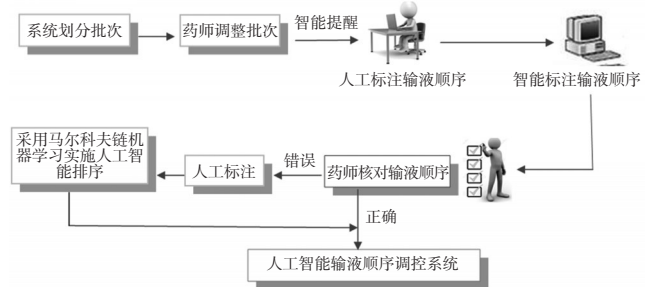 系统划分批次
药师调整批次
智能提醒
人工标注输液顺序
智能标注输液顺序
采用马尔科夫链机
器学习实施人工智
能排序
人工标注
错误
药师核对输液顺序
正确
人工智能输液顺序调控系统